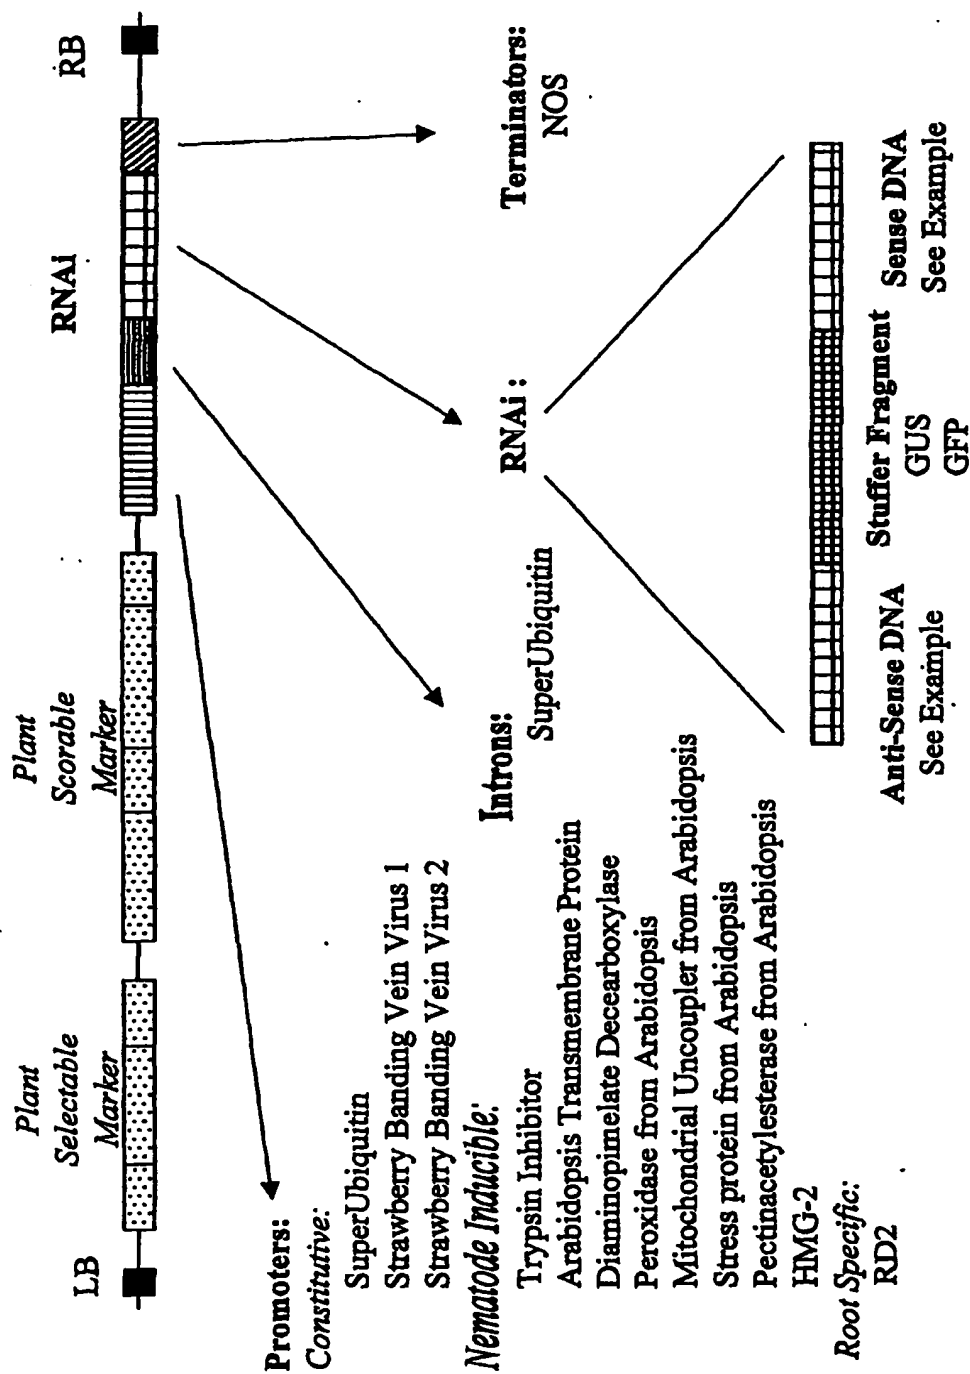 LB
Plant
Selectable
Marker
Plant
Scorable
Marker
RNAi
RB
Promoters:
Constitutive:
SuperUbiquitin
Strawberry Banding Vein Virus 1
Strawberry Banding Vein Virus 2
Nematode Inducible:
Trypsin Inhibitor
Arabidopsis Transmembrane Protein
Diaminopimelate Decearboxylase
Peroxidase from Arabidopsis
Mitochondrial Uncoupler from Arabidopsis
Stress protein from Arabidopsis
Pectinacetylesterase from Arabidopsis
HMG-2
Root Specific:
RD2
Introns:
SuperUbiquitin
RNAi :
Terminators:
NOS
Anti-Sense DNA
See Example
Stuffer Fragment
GUS
GFP
Sense DNA
See Example